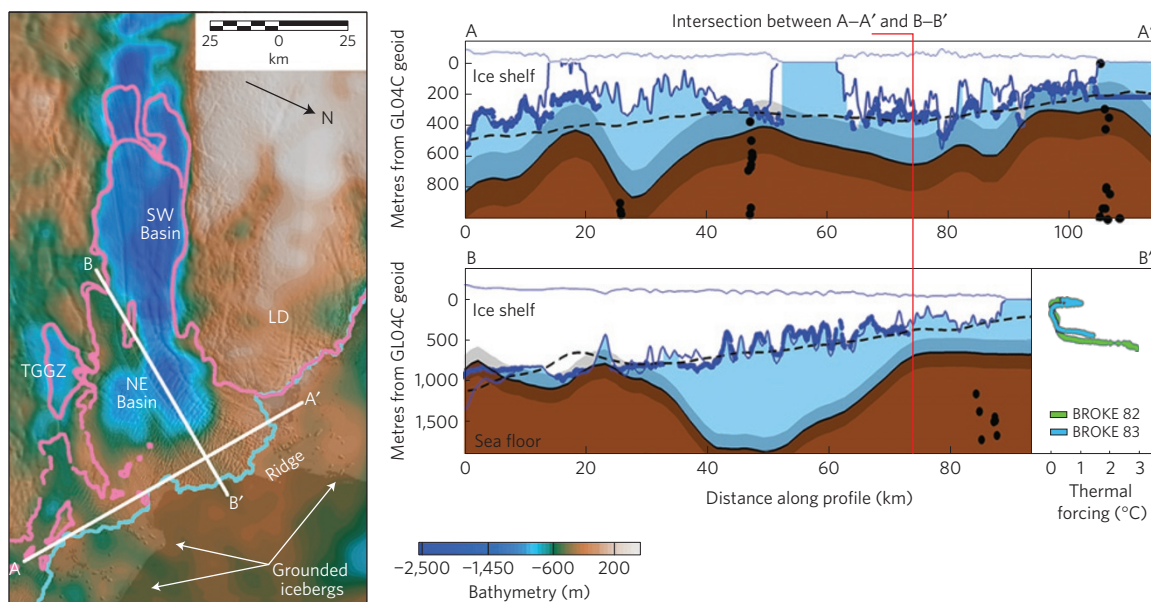 25
0
25
km
N
SW
Basin
B
LD
TGGZ
NE
Basin
A′
Ridge
B′
A
Grounded
icebergs
Intersection between A–A′ and B–B′
A
A′
Metres from GL04C geoid
0
200
400
600
800
Ice shelf
0
20
40
60
80
100
B
B′
Metres from GL04C geoid
0
500
1,000
1,500
Ice shelf
Sea floor
0
20
40
60
80
Distance along profile (km)
BROKE 82
BROKE 83
0 1 2 3
Thermal
forcing (°C)
−2,500 −1,450 −600 200
Bathymetry (m)